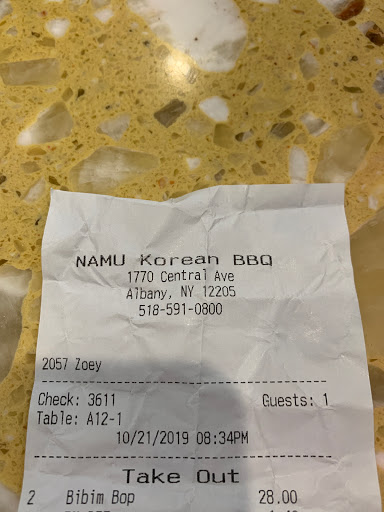 NAMU Korean BBQ
1770 Central Ave
Albany, NY 12205
518-591-0800
2057 Zoey
Check: 3611 Guests: 1
Table: A12-1
10/21/2019 08:34PM
Take Out
2 Bibim Bop 28.00